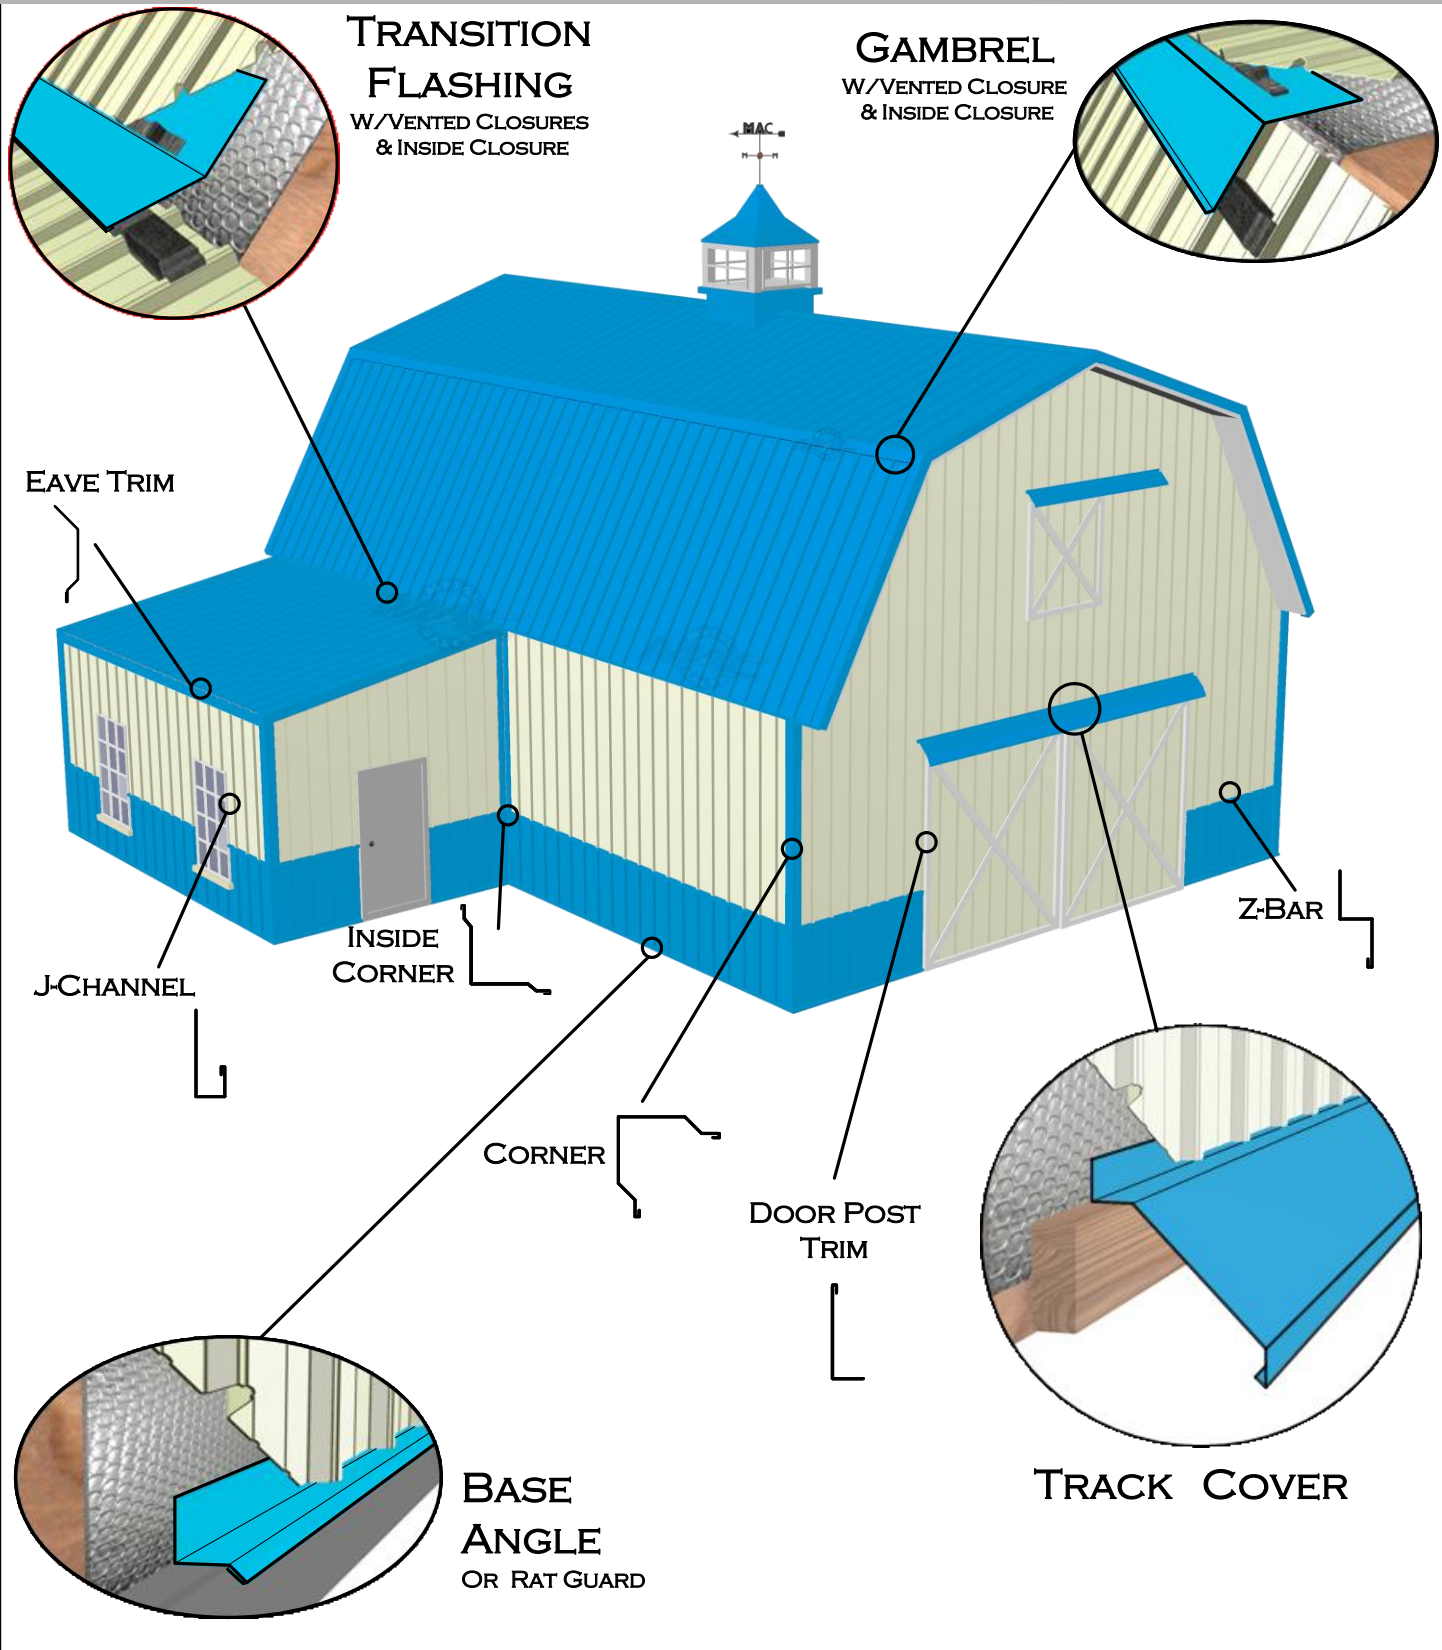 TRANSITION
FLASHING
W/VENTED CLOSURES
& INSIDE CLOSURE
GAMBREL
W/VENTED CLOSURE
& INSIDE CLOSURE
MAC
EAVE TRIM
J-CHANNEL
INSIDE
CORNER
Z-BAR
CORNER
DOOR POST
TRIM
TRACK COVER
BASE
ANGLE
OR RAT GUARD